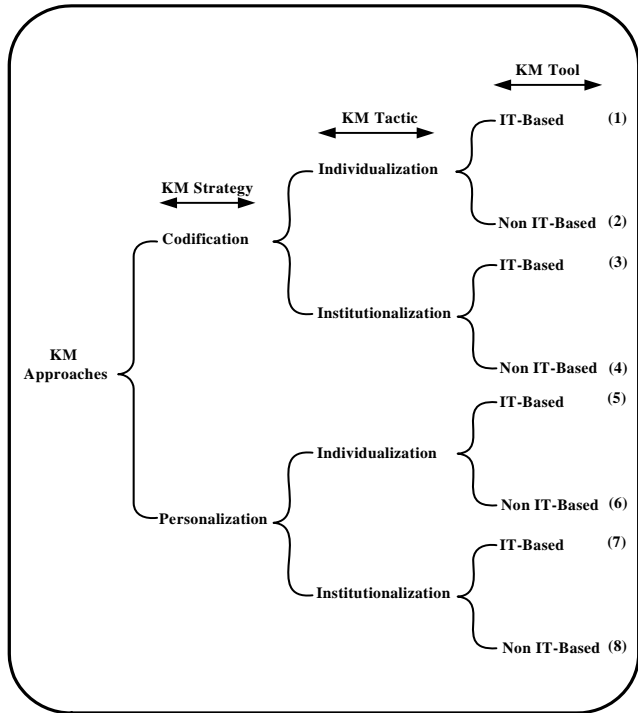 KM Tool
IT-Based (1)
KM Tactic
Individualization
KM Strategy
Non IT-Based (2)
Codification
IT-Based (3)
Institutionalization
KM
Approaches
Non IT-Based (4)
IT-Based (5)
Individualization
Non IT-Based (6)
Personalization
IT-Based (7)
Institutionalization
Non IT-Based (8)